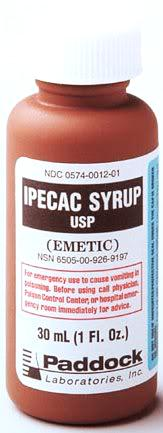 NDC 0574-0012-01
IPECAC SYRUP
USP
(EMETIC)
NSN 6505-00-926-9197
For emergency use to cause vomiting in
poisoning. Before using call physician,
Poison Control Center, or hospital emer-
gency room immediately for advice.
30 mL (1 Fl. Oz.)
Paddock
Laboratories, Inc.